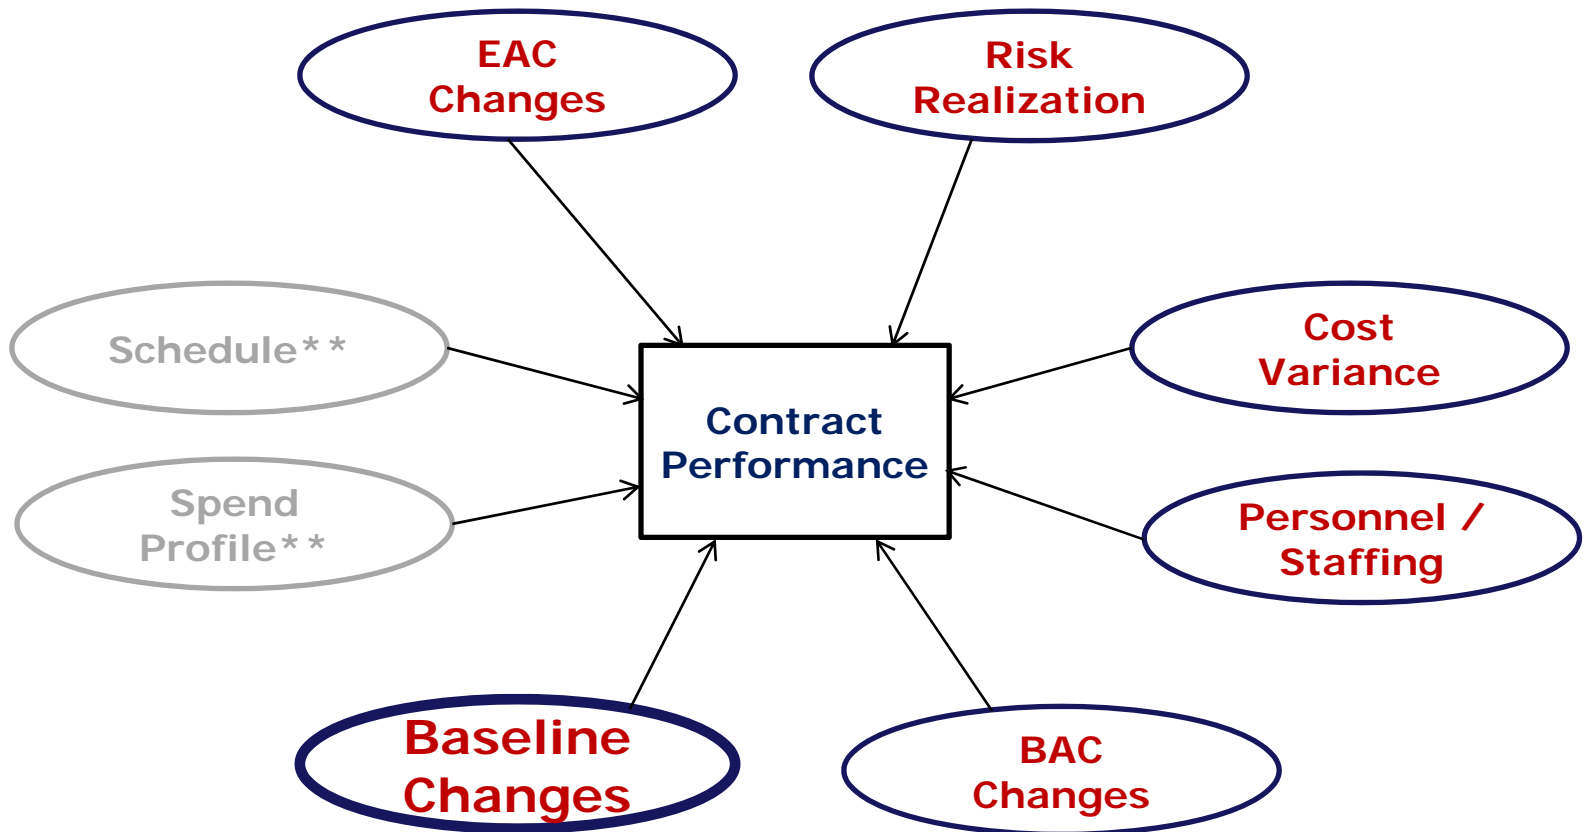 EAC
Changes
Risk
Realization
Schedule**
Cost
Variance
Contract
Performance
Spend
Profile**
Personnel /
Staffing
Baseline
Changes
BAC
Changes